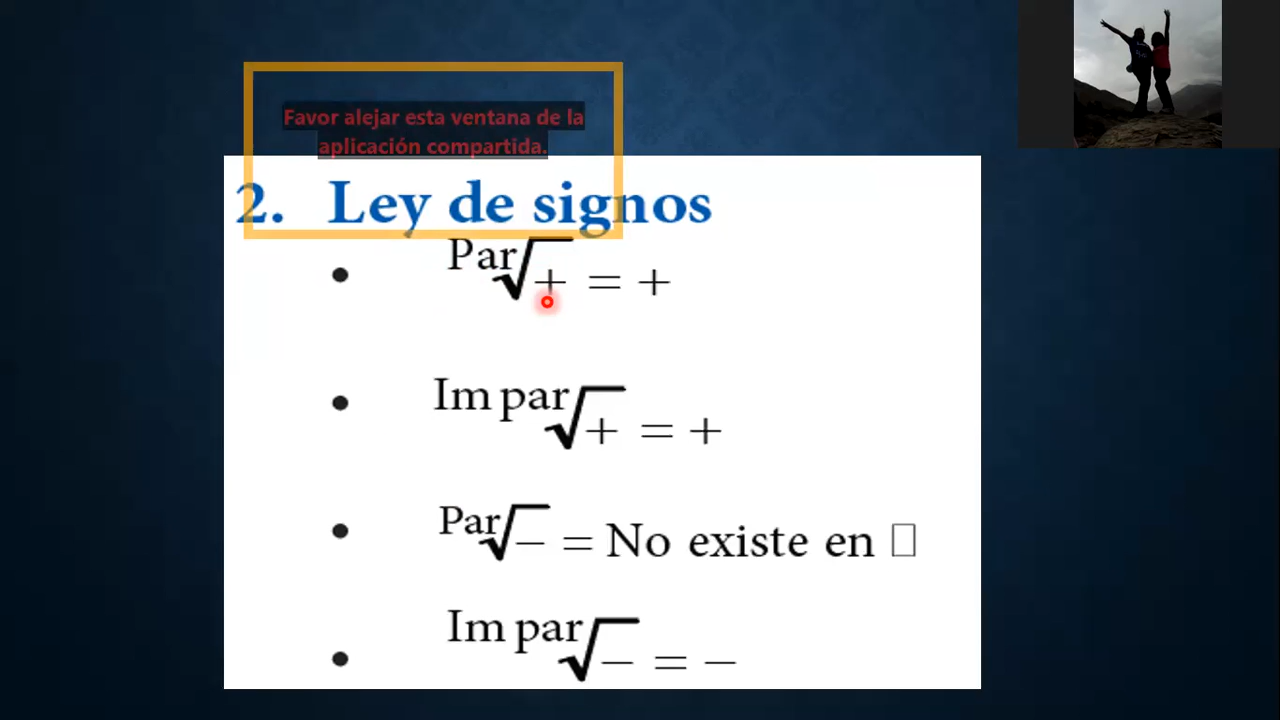 Favor alejar esta ventana de la
aplicación compartida.
2. Ley de signos
• Par√+ = +
• Im par√+ = +
• Par√− = No existe en □
• Im par√− = −